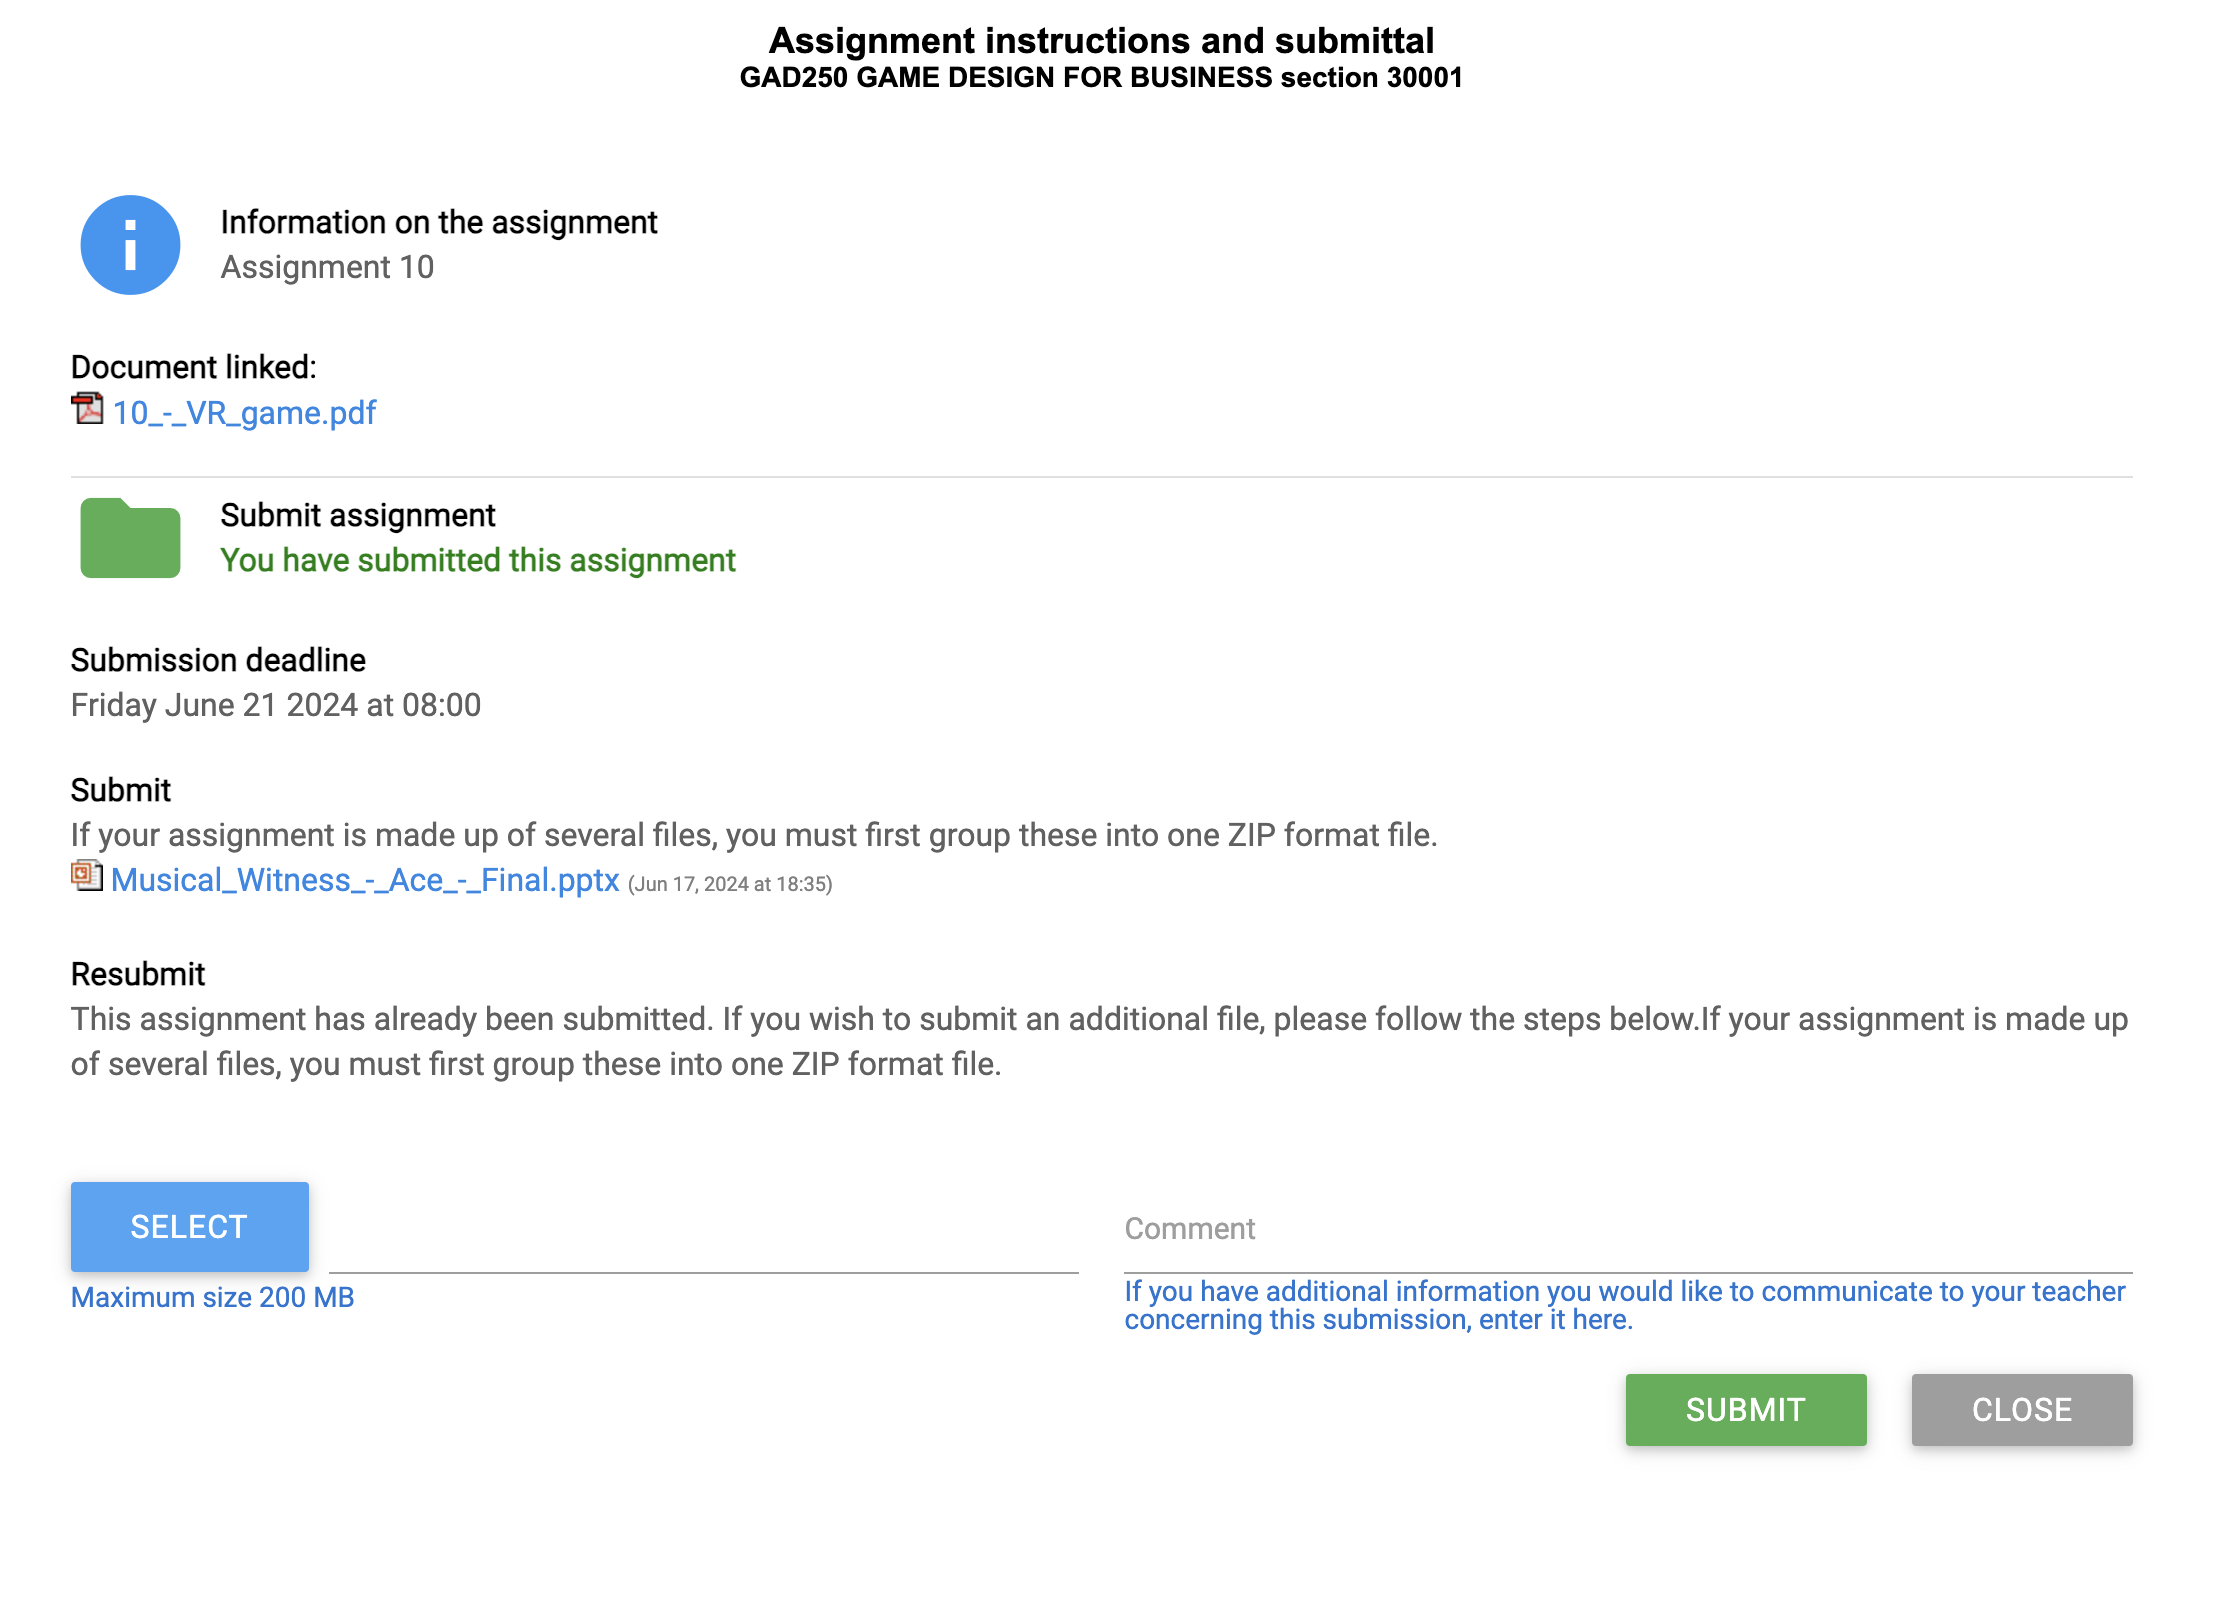 Assignment instructions and submittal
GAD250 GAME DESIGN FOR BUSINESS section 30001
Information on the assignment
Assignment 10
Document linked:
10_-_VR_game.pdf
Submit assignment
You have submitted this assignment
Submission deadline
Friday June 21 2024 at 08:00
Submit
If your assignment is made up of several files, you must first group these into one ZIP format file.
Musical_Witness_-_Ace_-_Final.pptx (Jun 17, 2024 at 18:35)
Resubmit
This assignment has already been submitted. If you wish to submit an additional file, please follow the steps below.If your assignment is made up
of several files, you must first group these into one ZIP format file.
SELECT
Maximum size 200 MB
Comment
If you have additional information you would like to communicate to your teacher
concerning this submission, enter it here.
SUBMIT
CLOSE